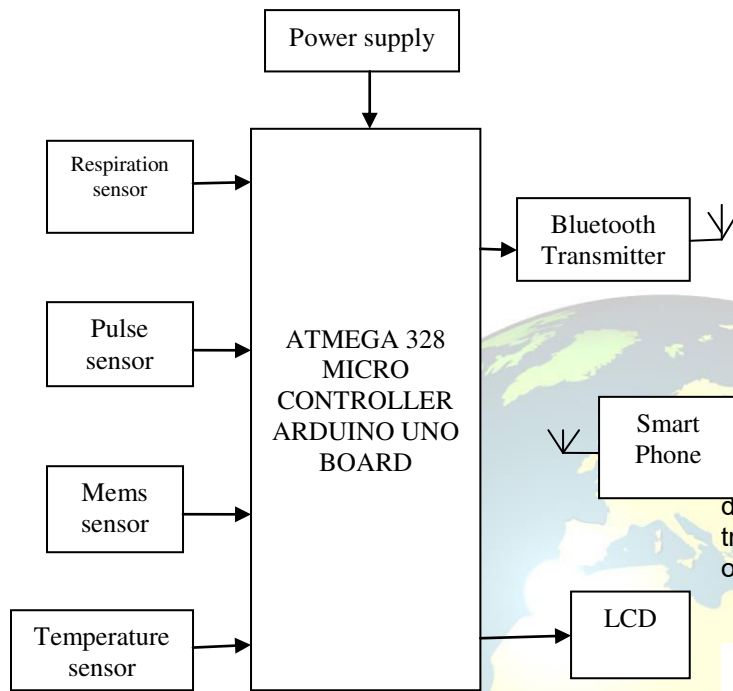 Power supply
Respiration
sensor
Bluetooth
Transmitter
Pulse
sensor
ATMEGA 328
MICRO
CONTROLLER
ARDUINO UNO
BOARD
Smart
Phone
Mems
sensor
LCD
Temperature
sensor